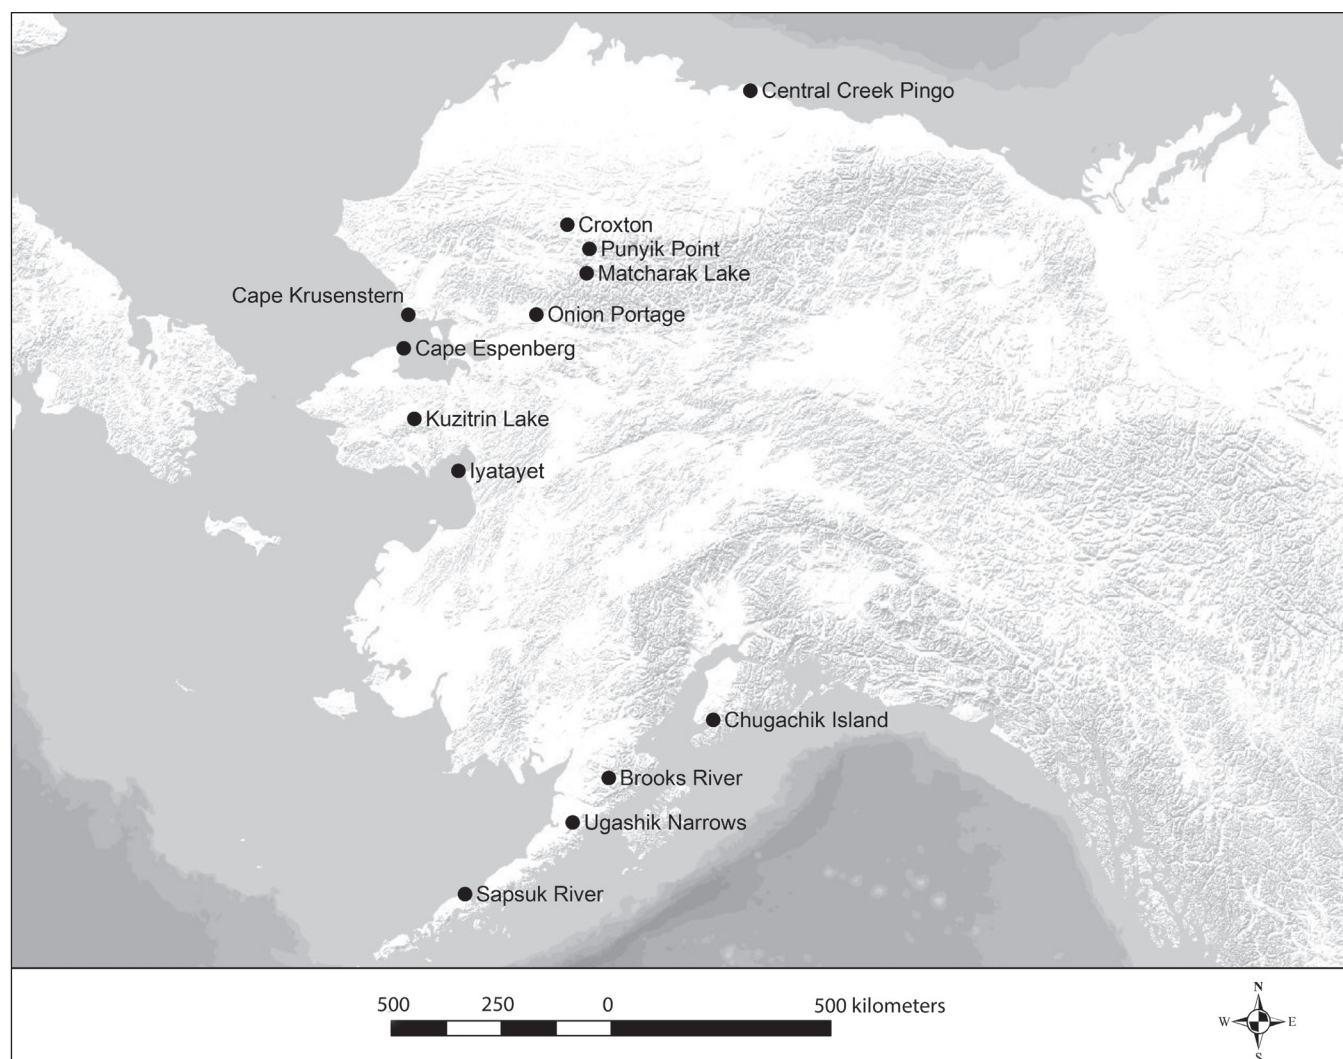 Central Creek Pingo
Croxton
Punyik Point
Matcharak Lake
Cape Krusenstern
Onion Portage
Cape Espenberg
Kuzitrin Lake
Iyatayet
Chugachik Island
Brooks River
Ugashik Narrows
Sapsuk River
500 250 0 500 kilometers
N
W E
S